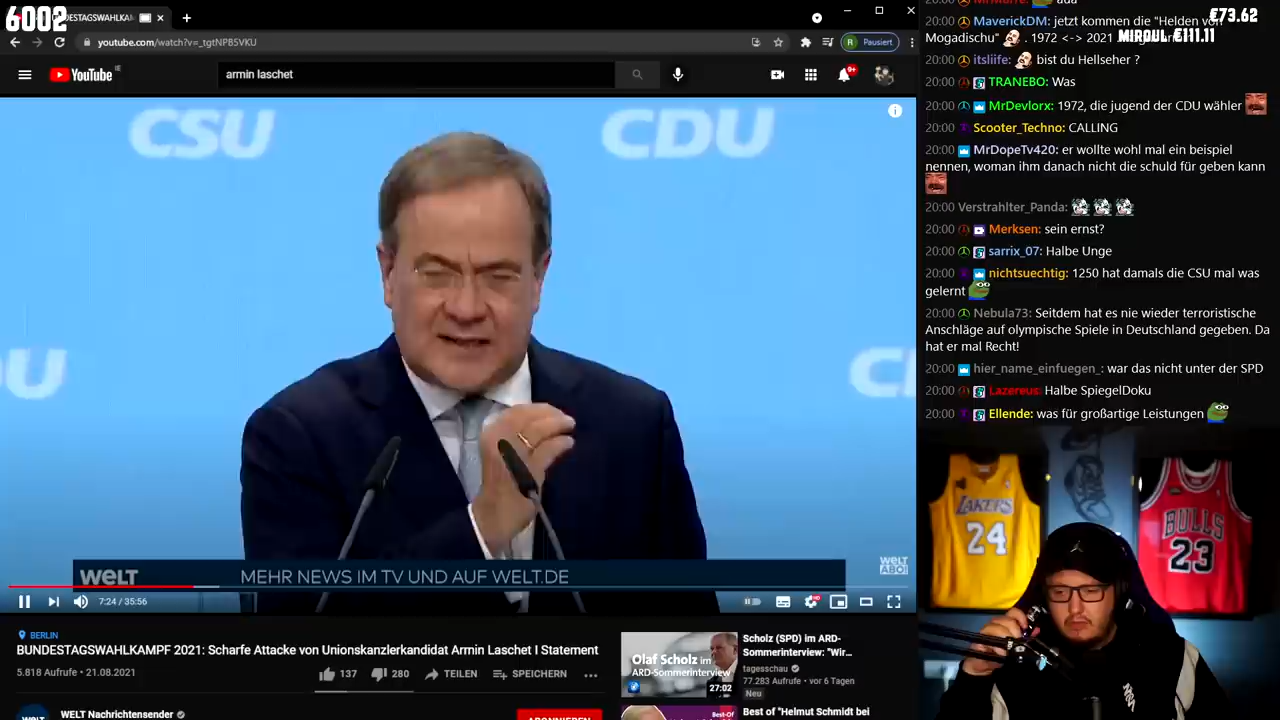 6002
BUNDESTAGSWAHLKAM
youtube.com/watch?v=_tgtNPB5VKU
R Pausiert
YouTube IE
armin laschet
9+
CSU
CDU
DU
CD
WELT
MEHR NEWS IM TV UND AUF WELT.DE
WELT
ABO!
7:24 / 35:56
BERLIN
BUNDESTAGSWAHLKAMPF 2021: Scharfe Attacke von Unionskanzlerkandidat Armin Laschet I Statement
5.818 Aufrufe • 21.08.2021
137
280
TEILEN
SPEICHERN
WELT Nachrichtensender
ABONNIEREN
Olaf Scholz im
ARD-Sommerinterview
27:02
Scholz (SPD) im ARD-
Sommerinterview: "Wir...
tagesschau
77.283 Aufrufe • vor 6 Tagen
Neu
Best-Of
Best of "Helmut Schmidt bei
€73.62
MIROUL €111.11
20:00 MaverickDM: jetzt kommen die "Helden von
Mogadischu" . 1972 <-> 2021
20:00 itsliife: bist du Hellseher ?
20:00 TRANEBO: Was
20:00 MrDevlorx: 1972, die jugend der CDU wähler
20:00 Scooter_Techno: CALLING
20:00 MrDopeTv420: er wollte wohl mal ein beispiel
nennen, woman ihm danach nicht die schuld für geben kann
20:00 Verstrahlter_Panda:
20:00 Merksen: sein ernst?
20:00 sarrix_07: Halbe Unge
20:00 nichtsuechtig: 1250 hat damals die CSU mal was
gelernt
20:00 Nebula73: Seitdem hat es nie wieder terroristische
Anschläge auf olympische Spiele in Deutschland gegeben. Da
hat er mal Recht!
20:00 hier_name_einfuegen_: war das nicht unter der SPD
20:00 Lazereus: Halbe SpiegelDoku
20:00 Ellende: was für großartige Leistungen
LAKERS
24
BULLS
23